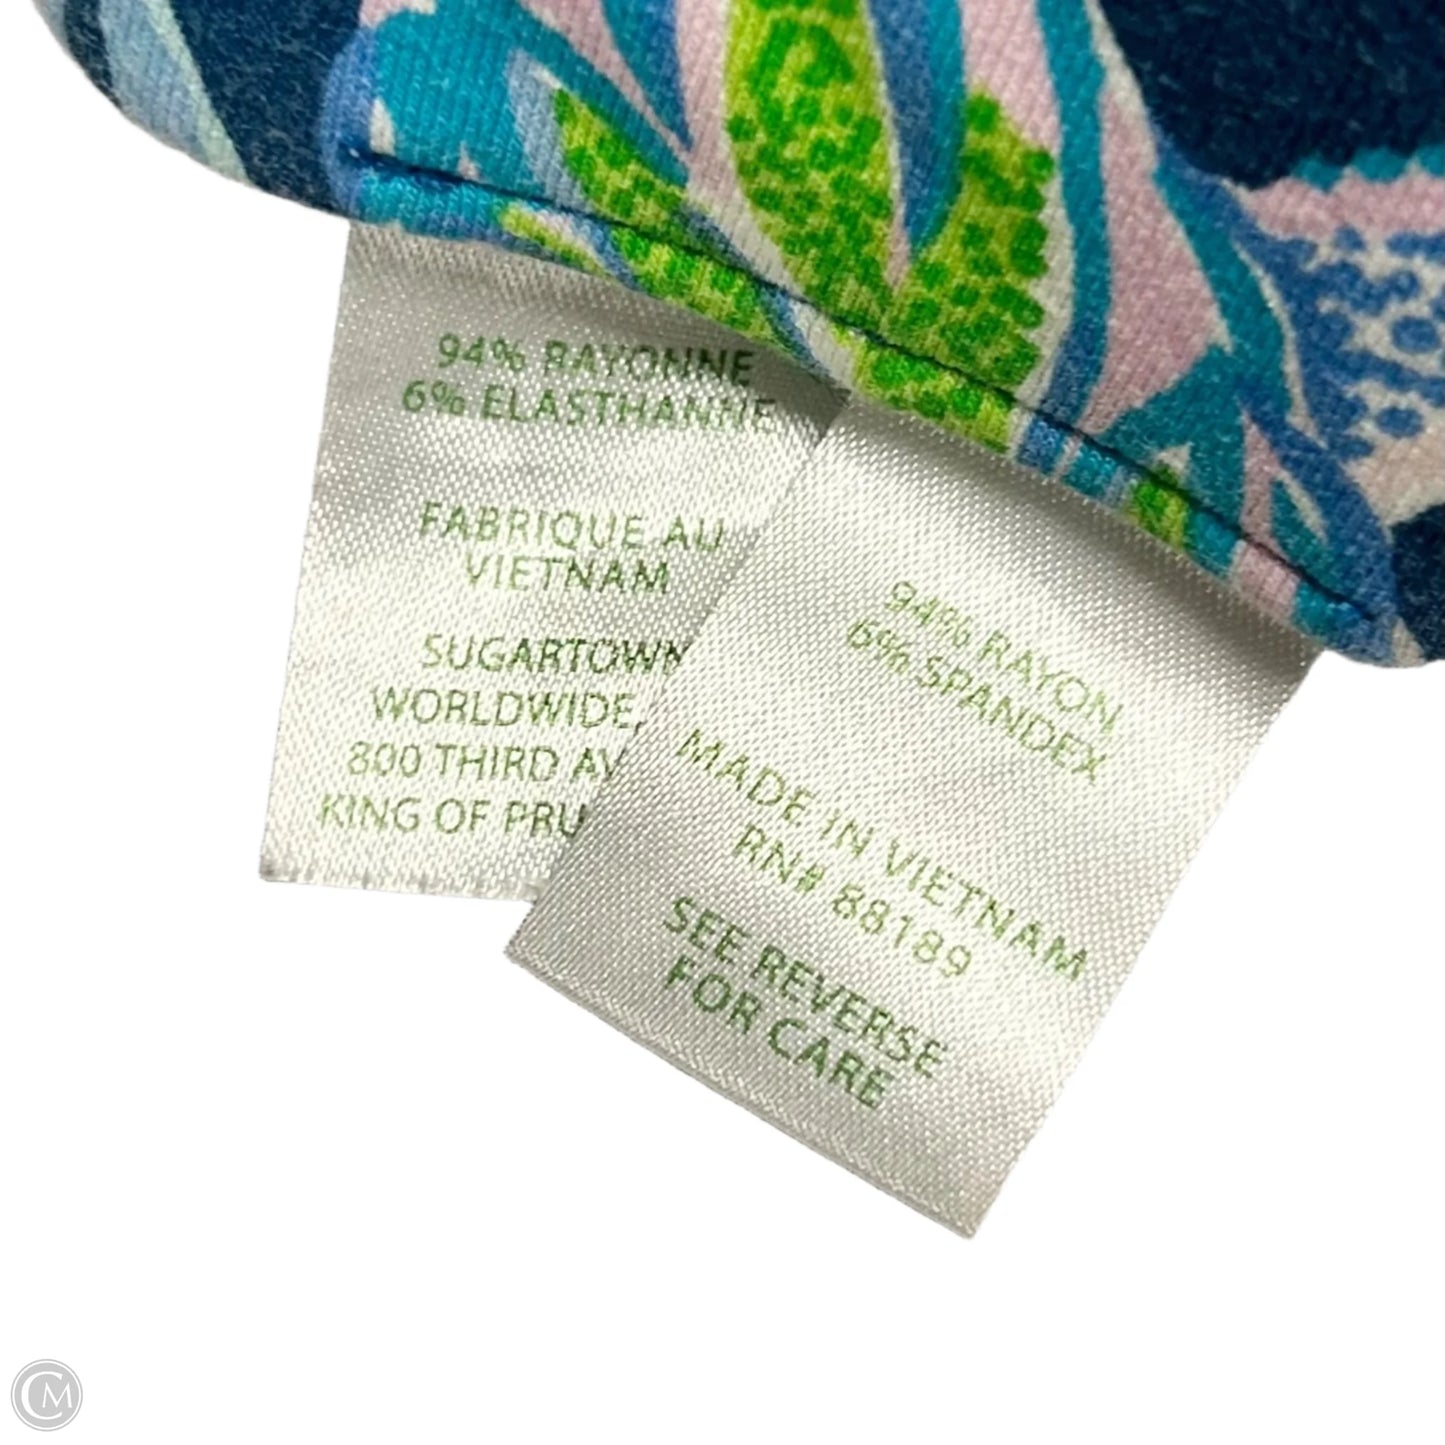 94% RAYONNE
6% ELASTHANNE
FABRIQUE AU
VIETNAM
SUGARTOWN
WORLDWIDE,
800 THIRD AV
KING OF PRU
94% RAYON
6% SPANDEX
MADE IN VIETNAM
RN# 88189
SEE REVERSE
FOR CARE
CM